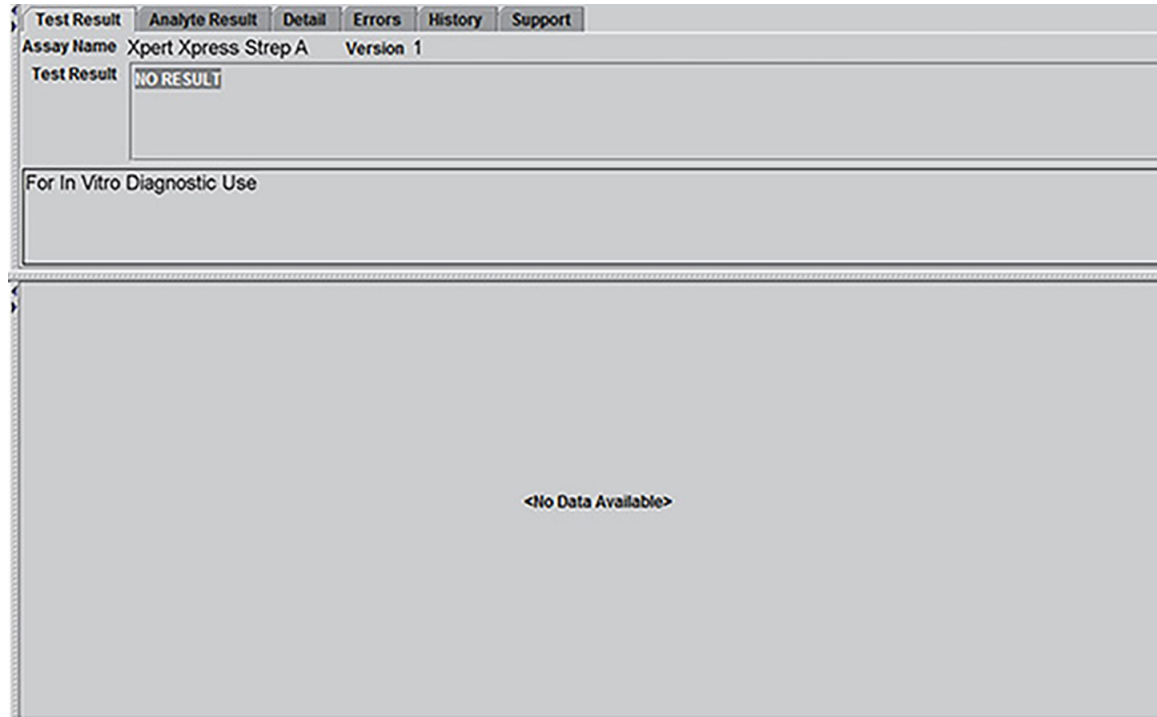 Test Result Analyte Result Detail Errors History Support
Assay Name Xpert Xpress Strep A Version 1
Test Result NO RESULT
For In Vitro Diagnostic Use
<No Data Available>